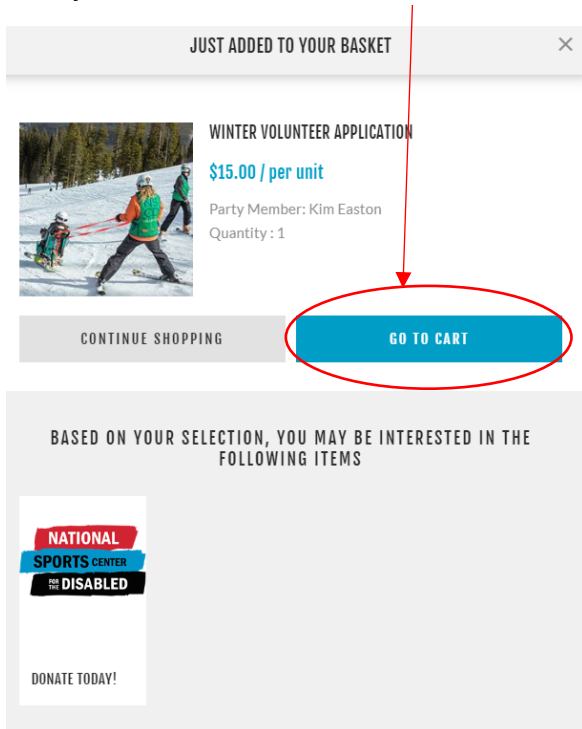 JUST ADDED TO YOUR BASKET ×
WINTER VOLUNTEER APPLICATION
$15.00 / per unit
Party Member: Kim Easton
Quantity : 1
CONTINUE SHOPPING
GO TO CART
BASED ON YOUR SELECTION, YOU MAY BE INTERESTED IN THE
FOLLOWING ITEMS
NATIONAL
SPORTS CENTER
FOR THE DISABLED
DONATE TODAY!